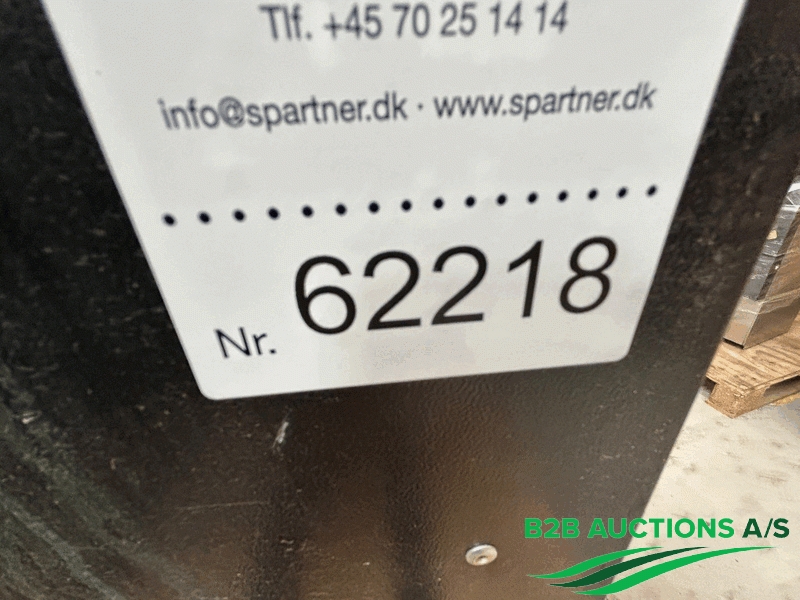 Tlf. +45 70 25 14 14
info@spartner.dk · www.spartner.dk
Nr. 62218
B2B AUCTIONS A/S